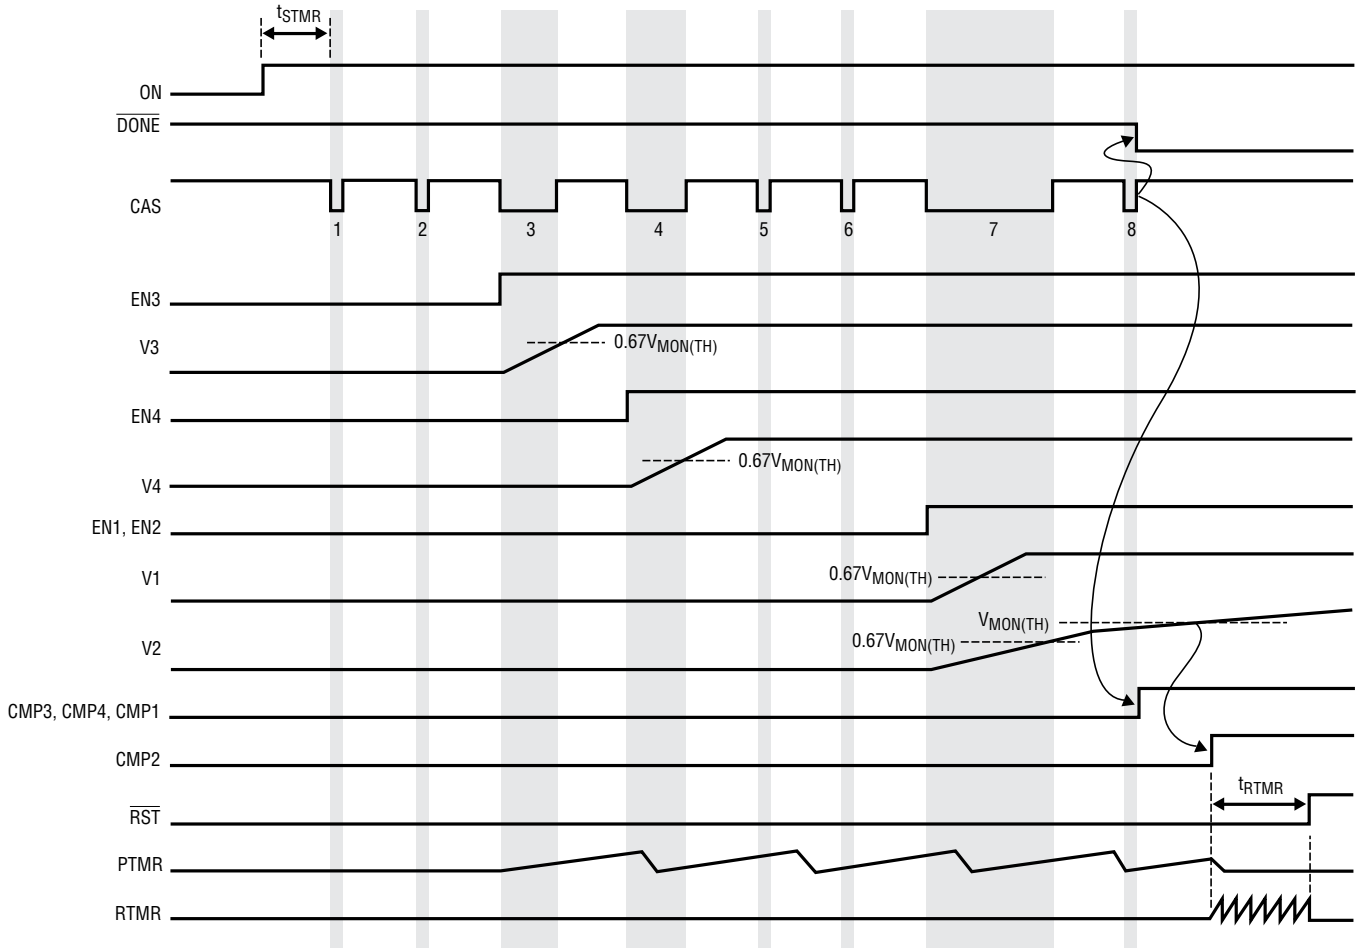 tSTMR
ON
DONE
CAS
1 2 3 4 5 6 7 8
EN3
V3
0.67VMON(TH)
EN4
V4
0.67VMON(TH)
EN1, EN2
V1
0.67VMON(TH)
VMON(TH)
V2
0.67VMON(TH)
CMP3, CMP4, CMP1
CMP2
tRTMR
RST
PTMR
RTMR